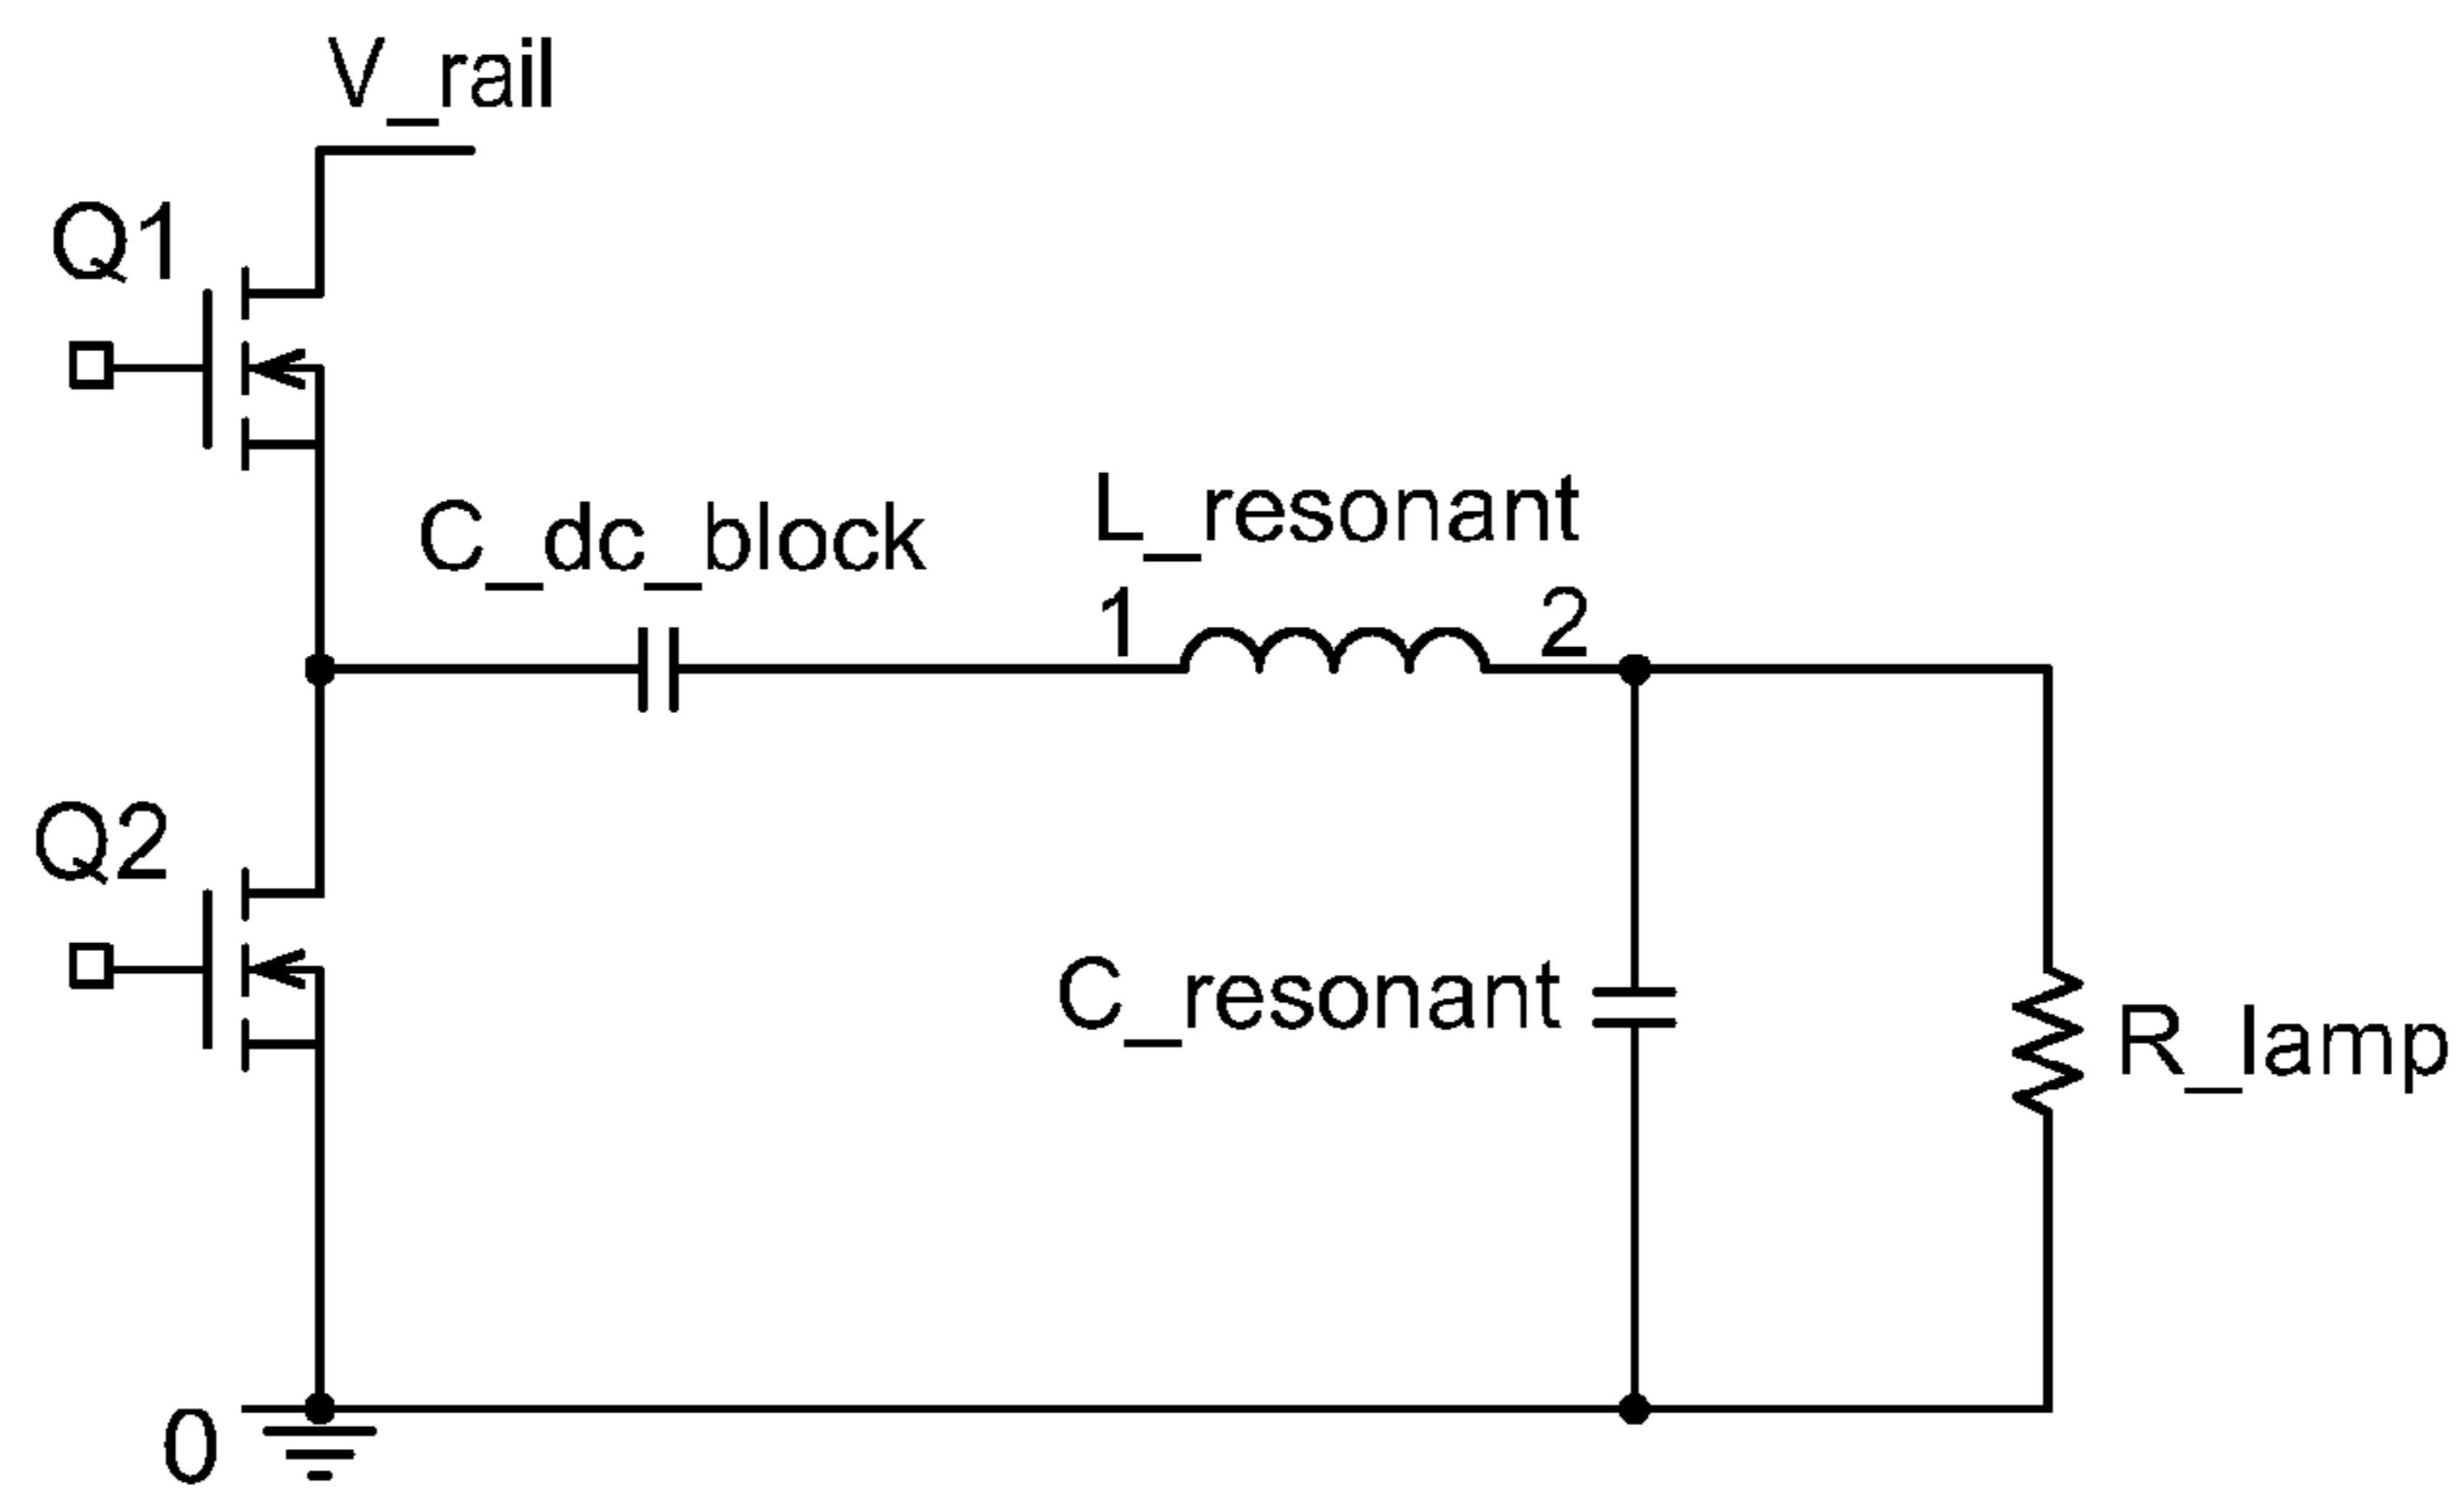 V_rail
Q1
C_dc_block
L_resonant
1
2
Q2
C_resonant
R_lamp
0